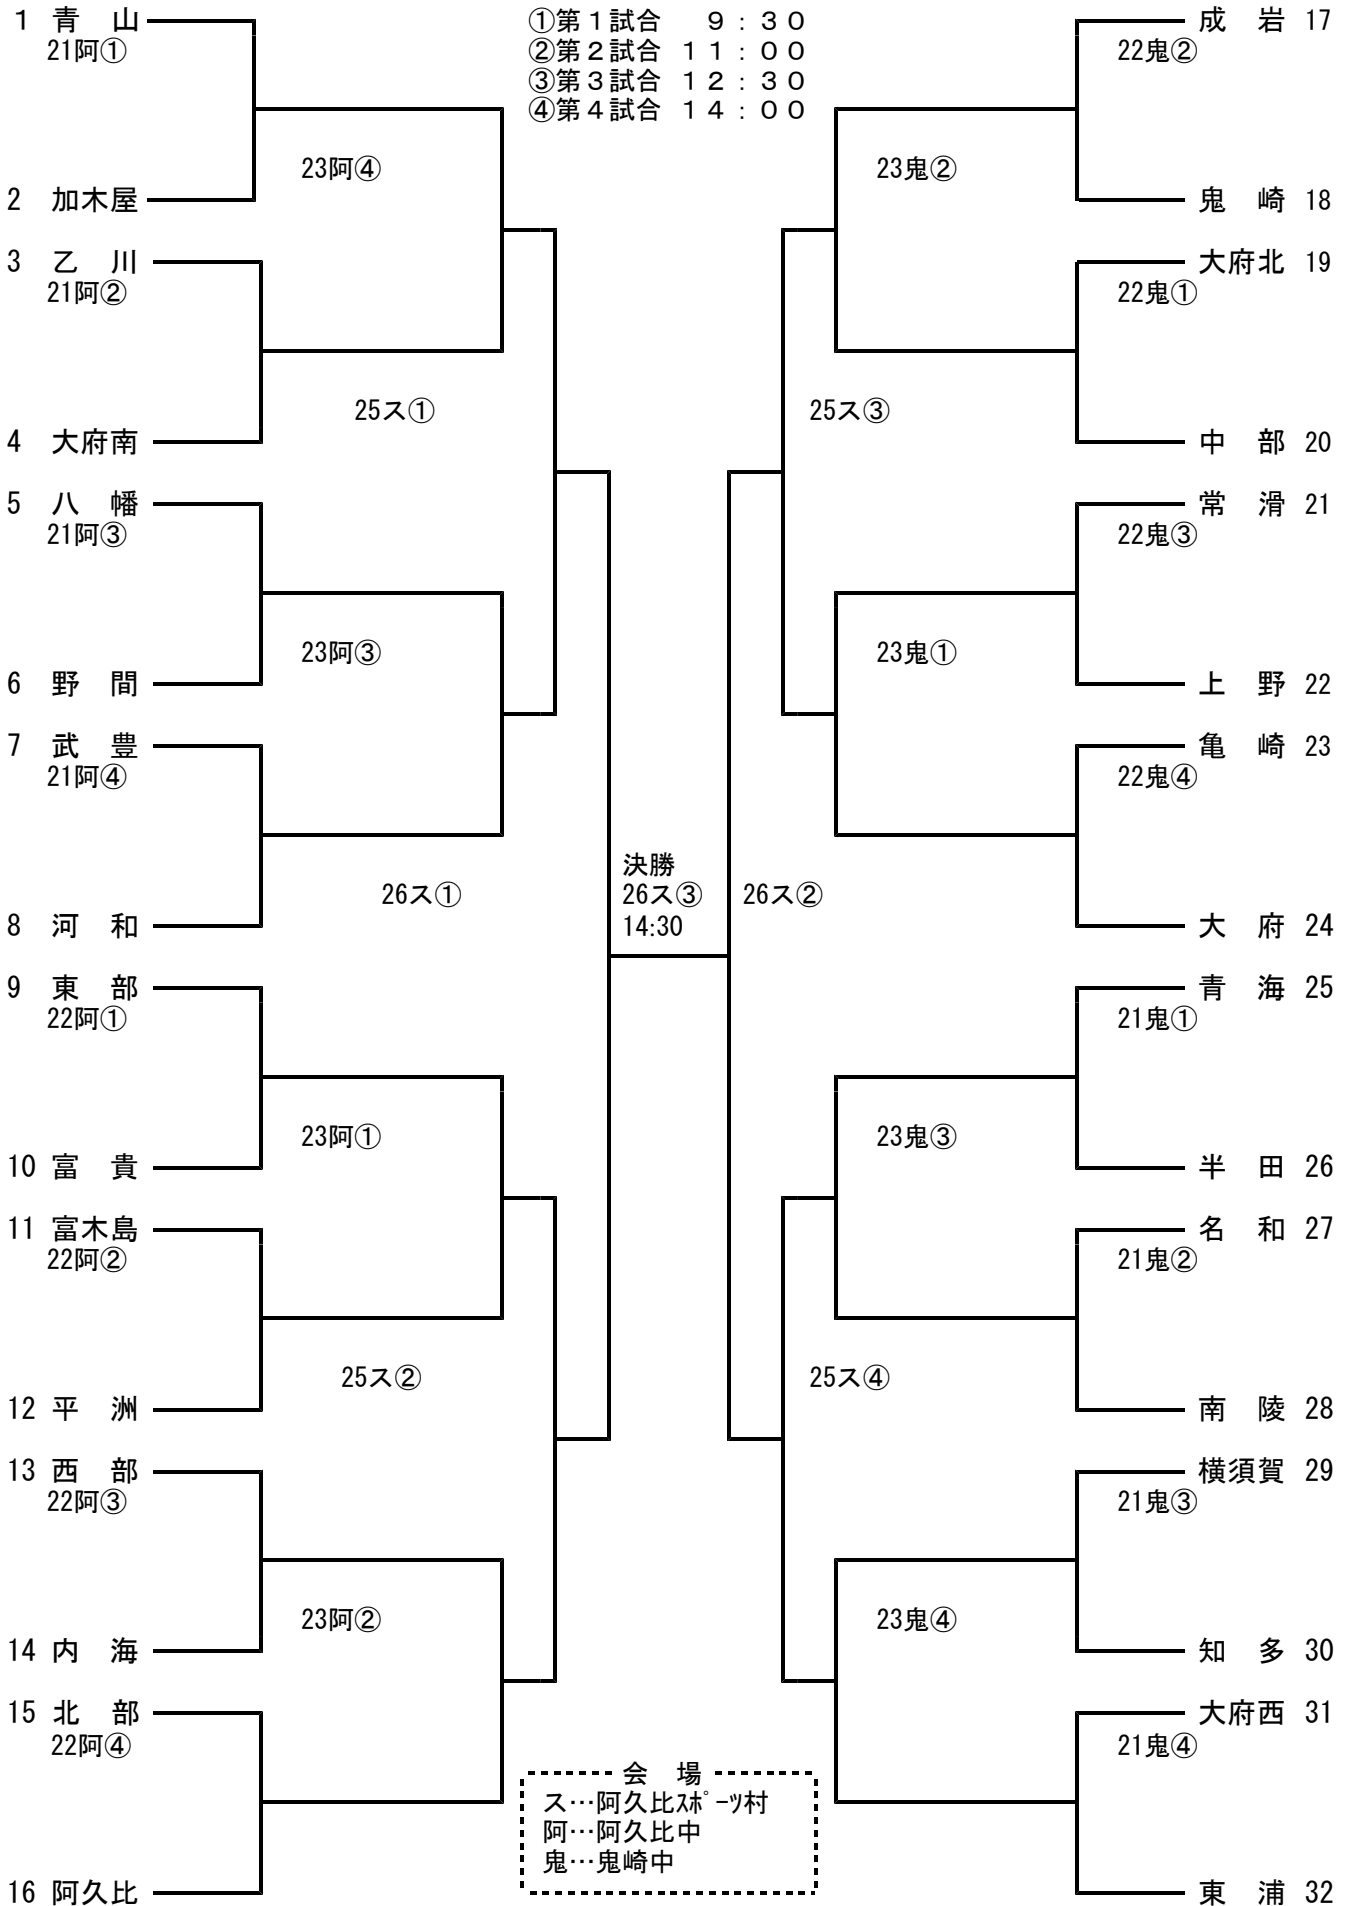 ①第１試合　９：３０
②第２試合　１１：００
③第３試合　１２：３０
④第４試合　１４：００
1 青　山
21阿①
23阿④
2 加木屋
3 乙　川
21阿②
25ス①
4 大府南
5 八　幡
21阿③
23阿③
6 野　間
7 武　豊
21阿④
26ス①
8 河　和
9 東　部
22阿①
23阿①
10 富　貴
11 富木島
22阿②
25ス②
12 平　洲
13 西　部
22阿③
23阿②
14 内　海
15 北　部
22阿④
16 阿久比
決勝
26ス③
14:30
成　岩 17
22鬼②
23鬼②
鬼　崎 18
大府北 19
22鬼①
25ス③
中　部 20
常　滑 21
22鬼③
23鬼①
上　野 22
亀　崎 23
22鬼④
26ス②
大　府 24
青　海 25
21鬼①
23鬼③
半　田 26
名　和 27
21鬼②
25ス④
南　陵 28
横須賀 29
21鬼③
23鬼④
知　多 30
大府西 31
21鬼④
東　浦 32
会　場
ス…阿久比ｽﾎﾟｰﾂ村
阿…阿久比中
鬼…鬼崎中